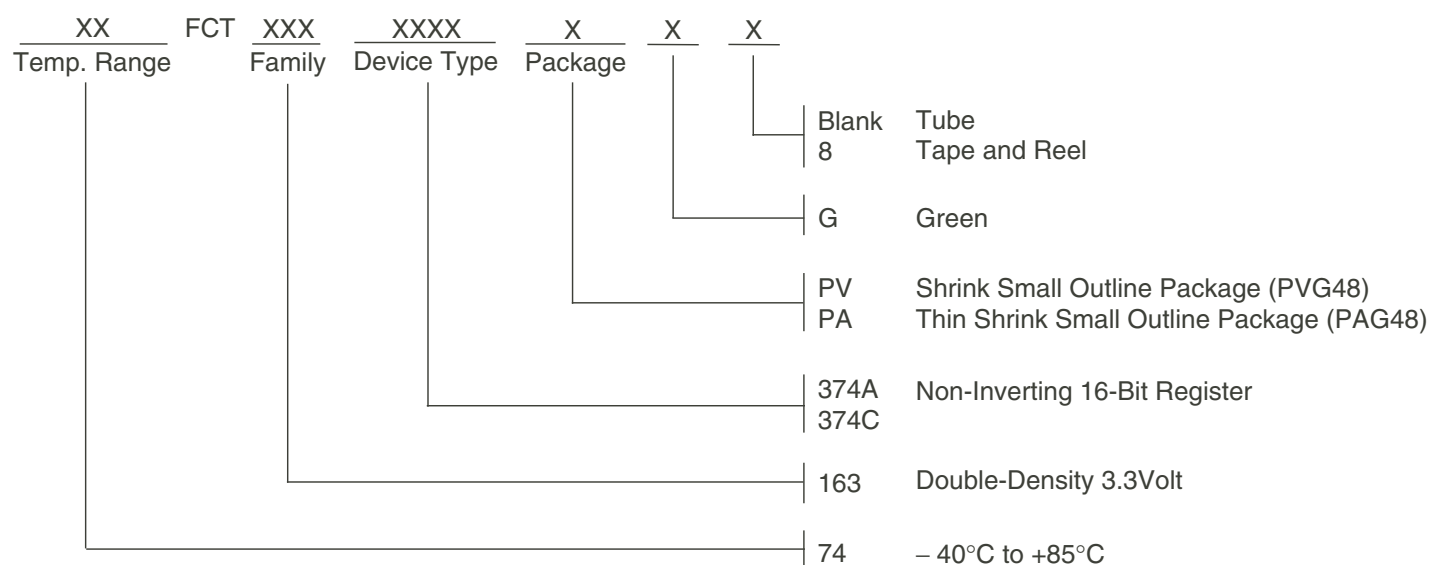 XX FCT XXX XXXX X X X
Temp. Range Family Device Type Package
Blank Tube
8 Tape and Reel
G Green
PV Shrink Small Outline Package (PVG48)
PA Thin Shrink Small Outline Package (PAG48)
374A Non-Inverting 16-Bit Register
374C
163 Double-Density 3.3Volt
74 – 40°C to +85°C